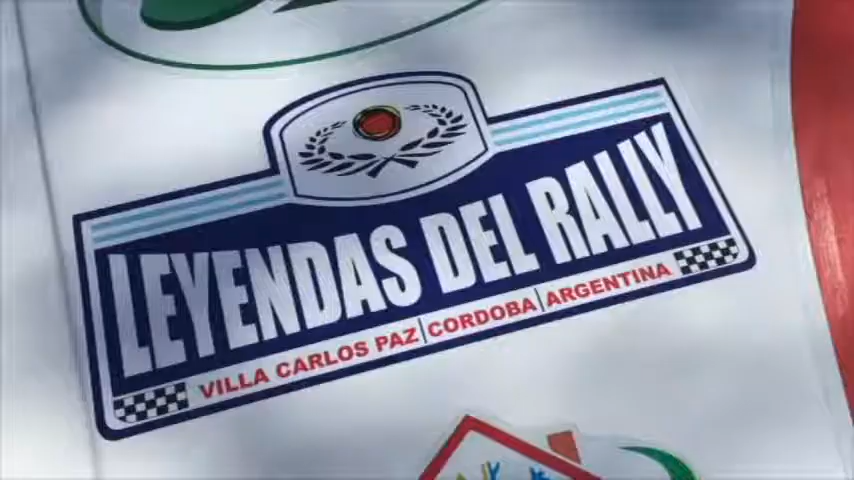 LEYENDAS DEL RALLY
VILLA CARLOS PAZ | CORDOBA | ARGENTINA